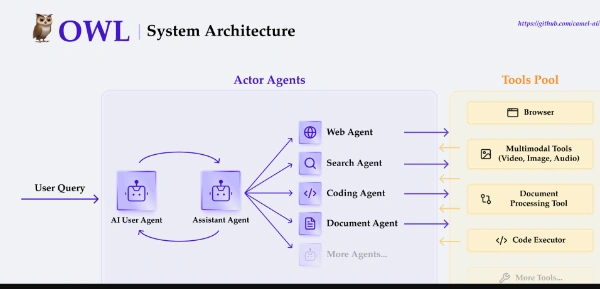 OWL System Architecture
https://github.com/camel-ai/
Actor Agents
Tools Pool
Browser
Web Agent
Multimodal Tools
(Video, Image, Audio)
Search Agent
User Query
Coding Agent
Document
Processing Tool
AI User Agent
Assistant Agent
Document Agent
Code Executor
More Agents...
More Tools...